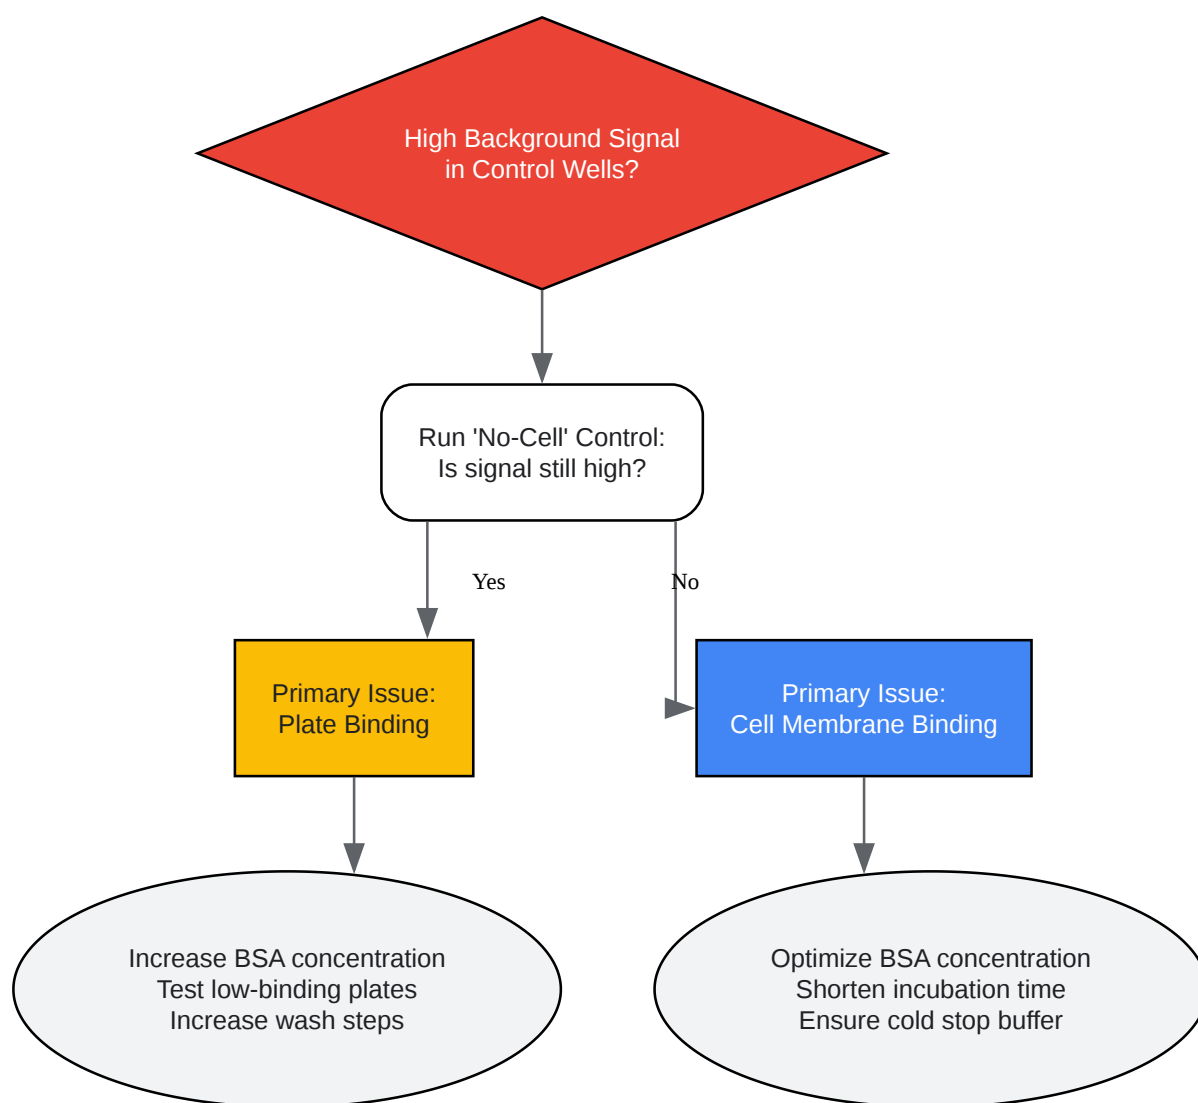 High Background Signal
in Control Wells?
Run 'No-Cell' Control:
Is signal still high?
Yes
No
Primary Issue:
Plate Binding
Primary Issue:
Cell Membrane Binding
Increase BSA concentration
Test low-binding plates
Increase wash steps
Optimize BSA concentration
Shorten incubation time
Ensure cold stop buffer